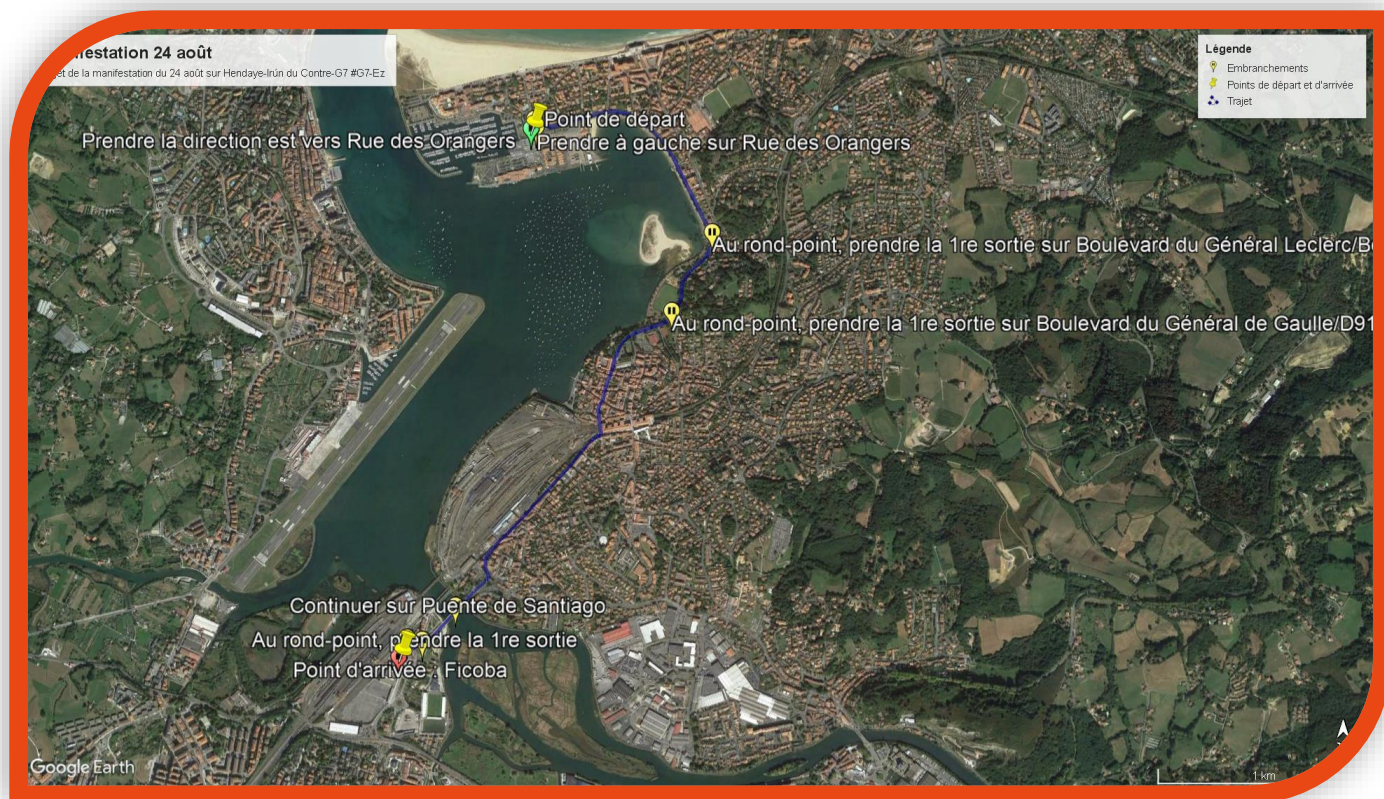 nifestation 24 août
et de la manifestation du 24 août sur Hendaye-Irún du Contre-G7 #G7-Ez
Légende
Embranchements
Points de départ et d'arrivée
Trajet
Point de départ
Prendre la direction est vers Rue des Orangers
Prendre à gauche sur Rue des Orangers
Au rond-point, prendre la 1re sortie sur Boulevard du Général Leclerc/B
Au rond-point, prendre la 1re sortie sur Boulevard du Général de Gaulle/D91
Continuer sur Puente de Santiago
Au rond-point, prendre la 1re sortie
Point d'arrivée : Ficoba
Google Earth
1 km